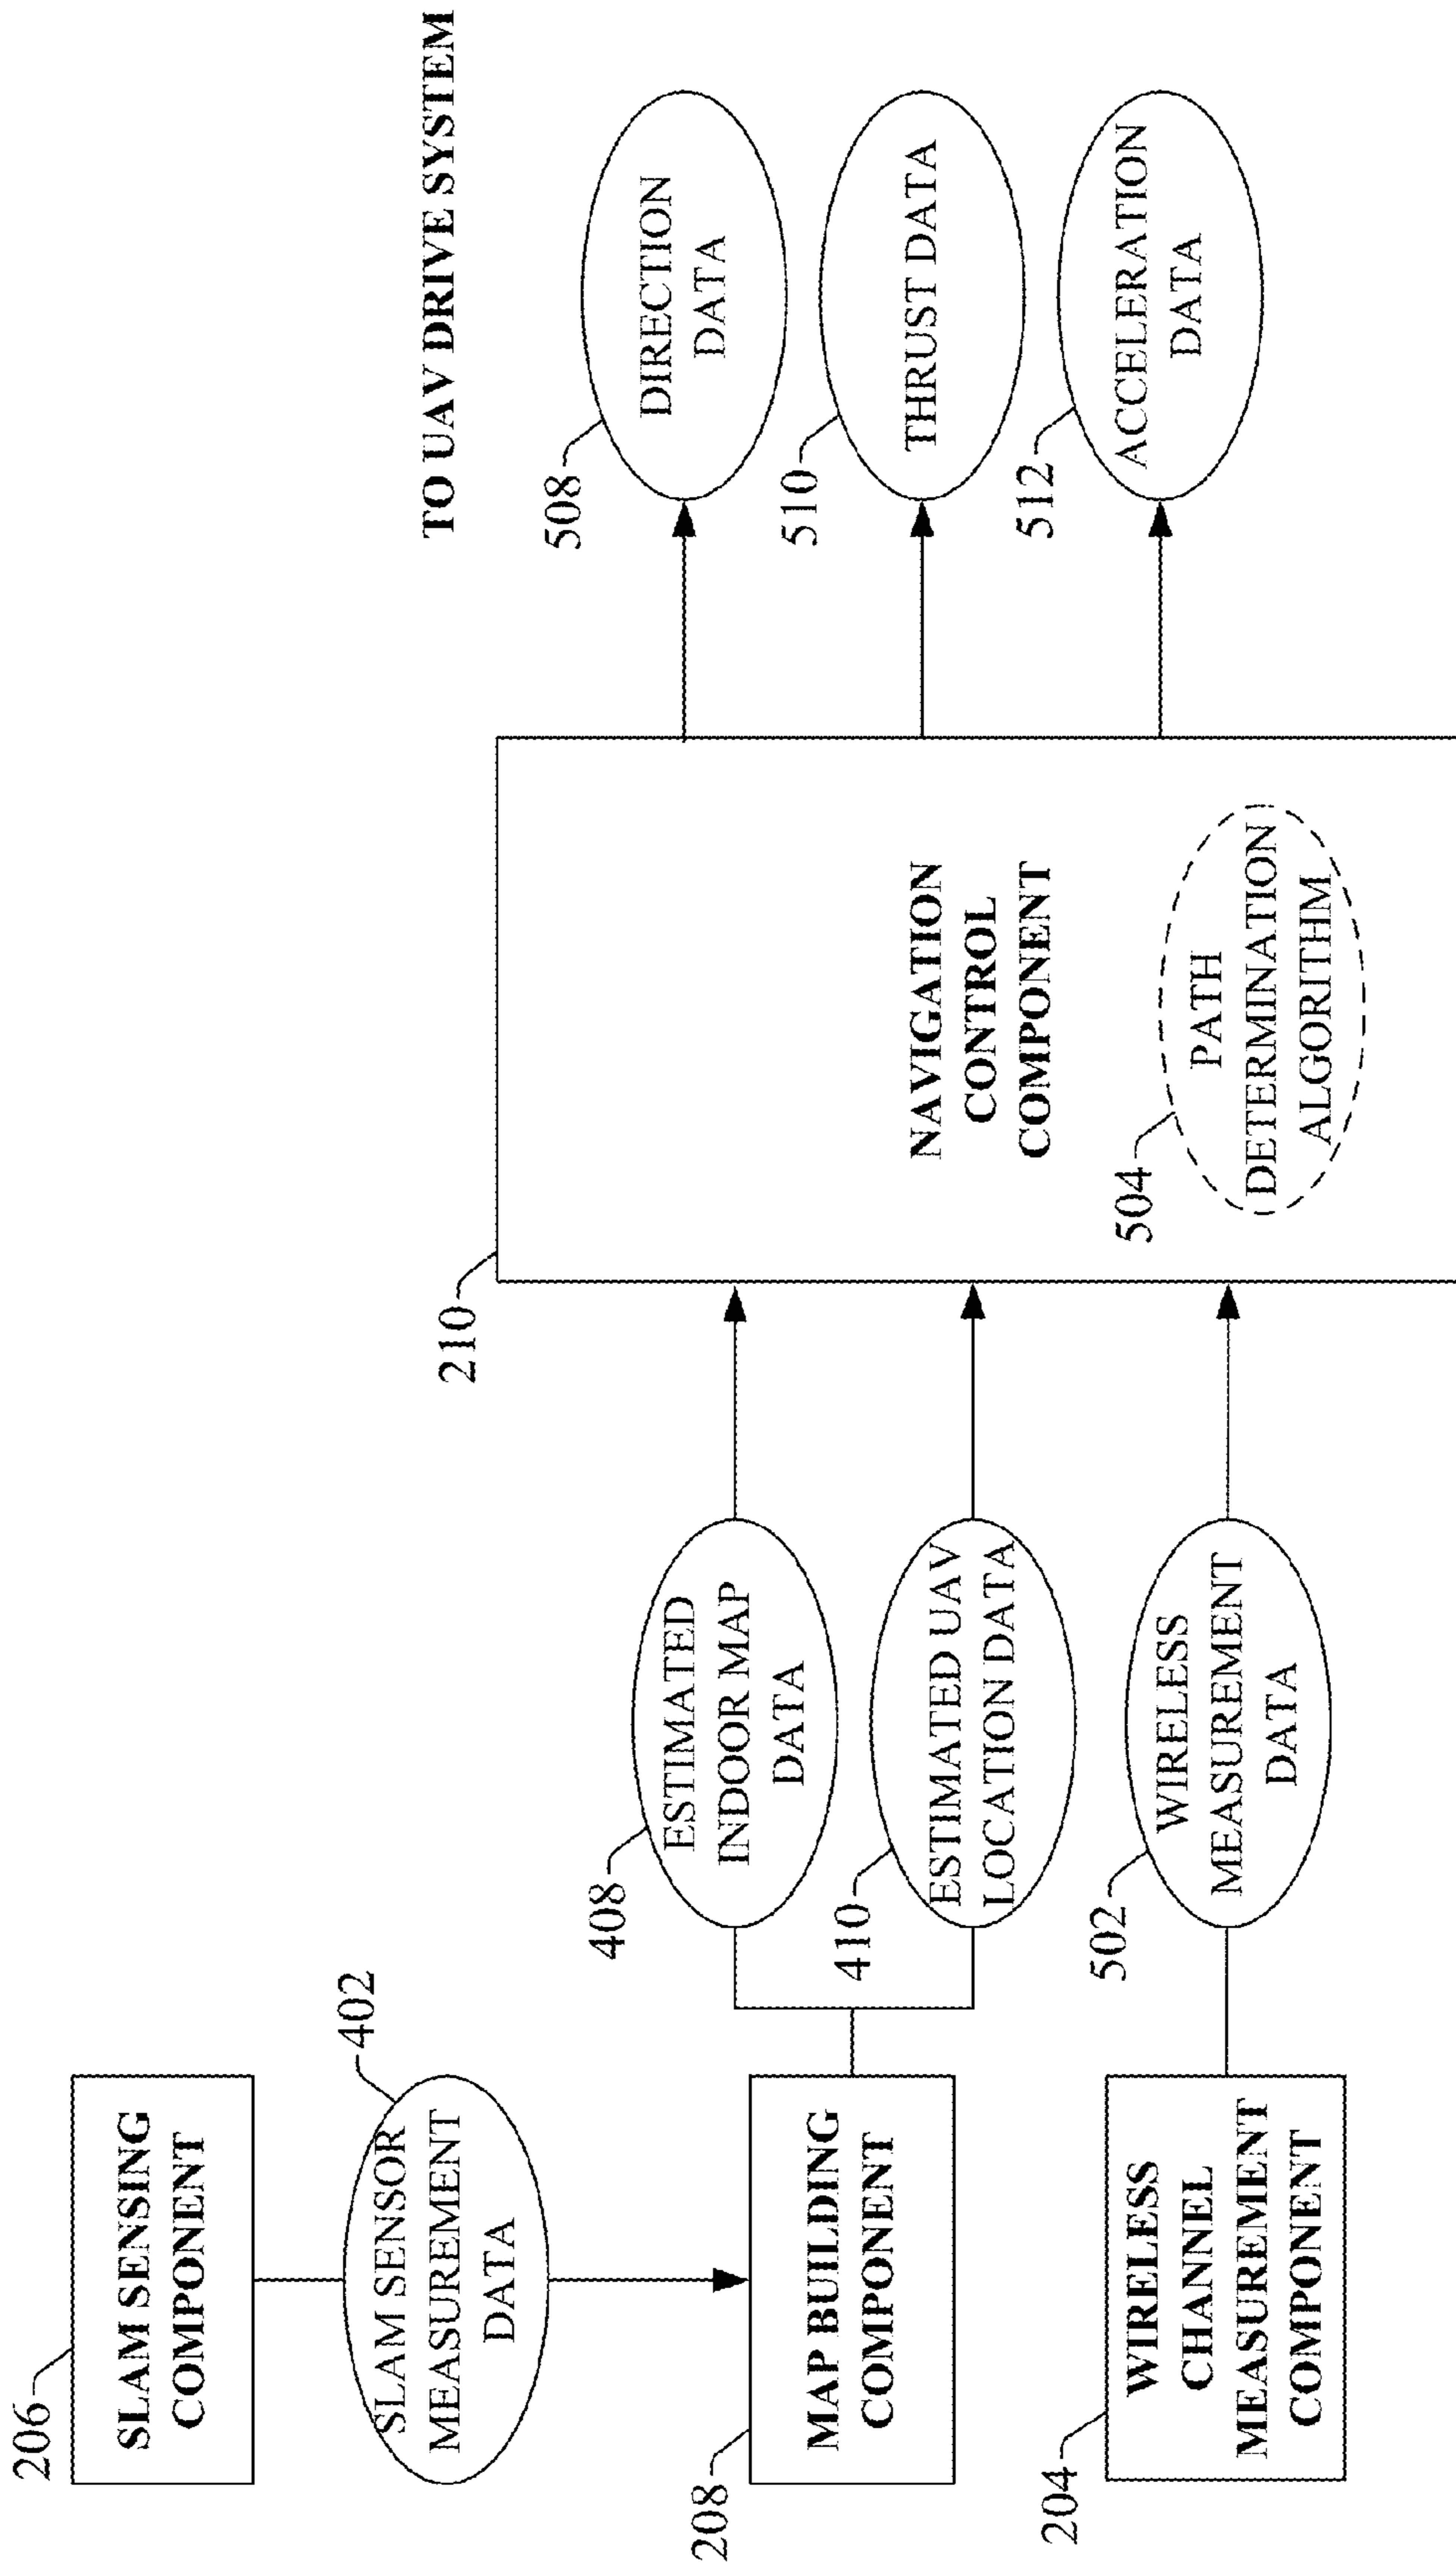 206
SLAM SENSING
COMPONENT
402
SLAM SENSOR
MEASUREMENT
DATA
208
MAP BUILDING
COMPONENT
204
WIRELESS
CHANNEL
MEASUREMENT
COMPONENT
408
ESTIMATED
INDOOR MAP
DATA
410
ESTIMATED UAV
LOCATION DATA
502
WIRELESS
MEASUREMENT
DATA
210
NAVIGATION
CONTROL
COMPONENT
504
PATH
DETERMINATION
ALGORITHM
TO UAV DRIVE SYSTEM
508
DIRECTION
DATA
510
THRUST DATA
512
ACCELERATION
DATA